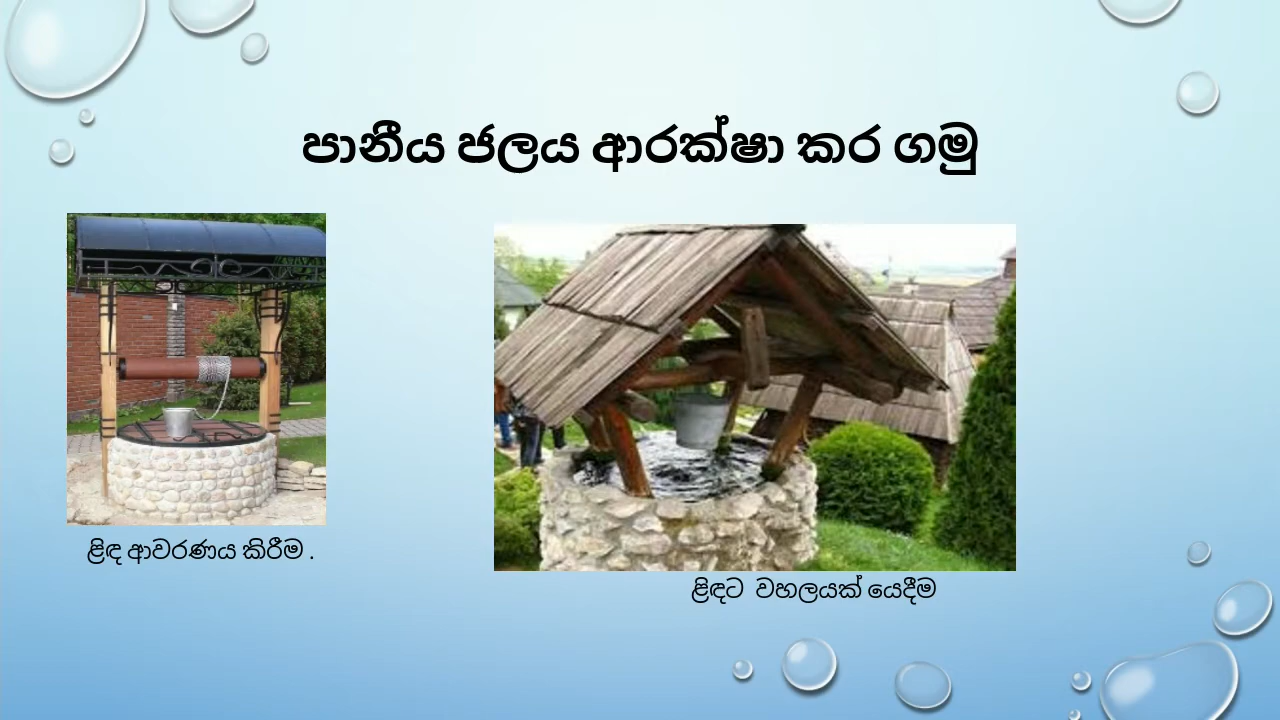 පානීය ජලය ආරක්ෂා කර ගමු
ළිඳ ආවරණය කිරීම .
ළිඳට වහලයක් යෙදීම